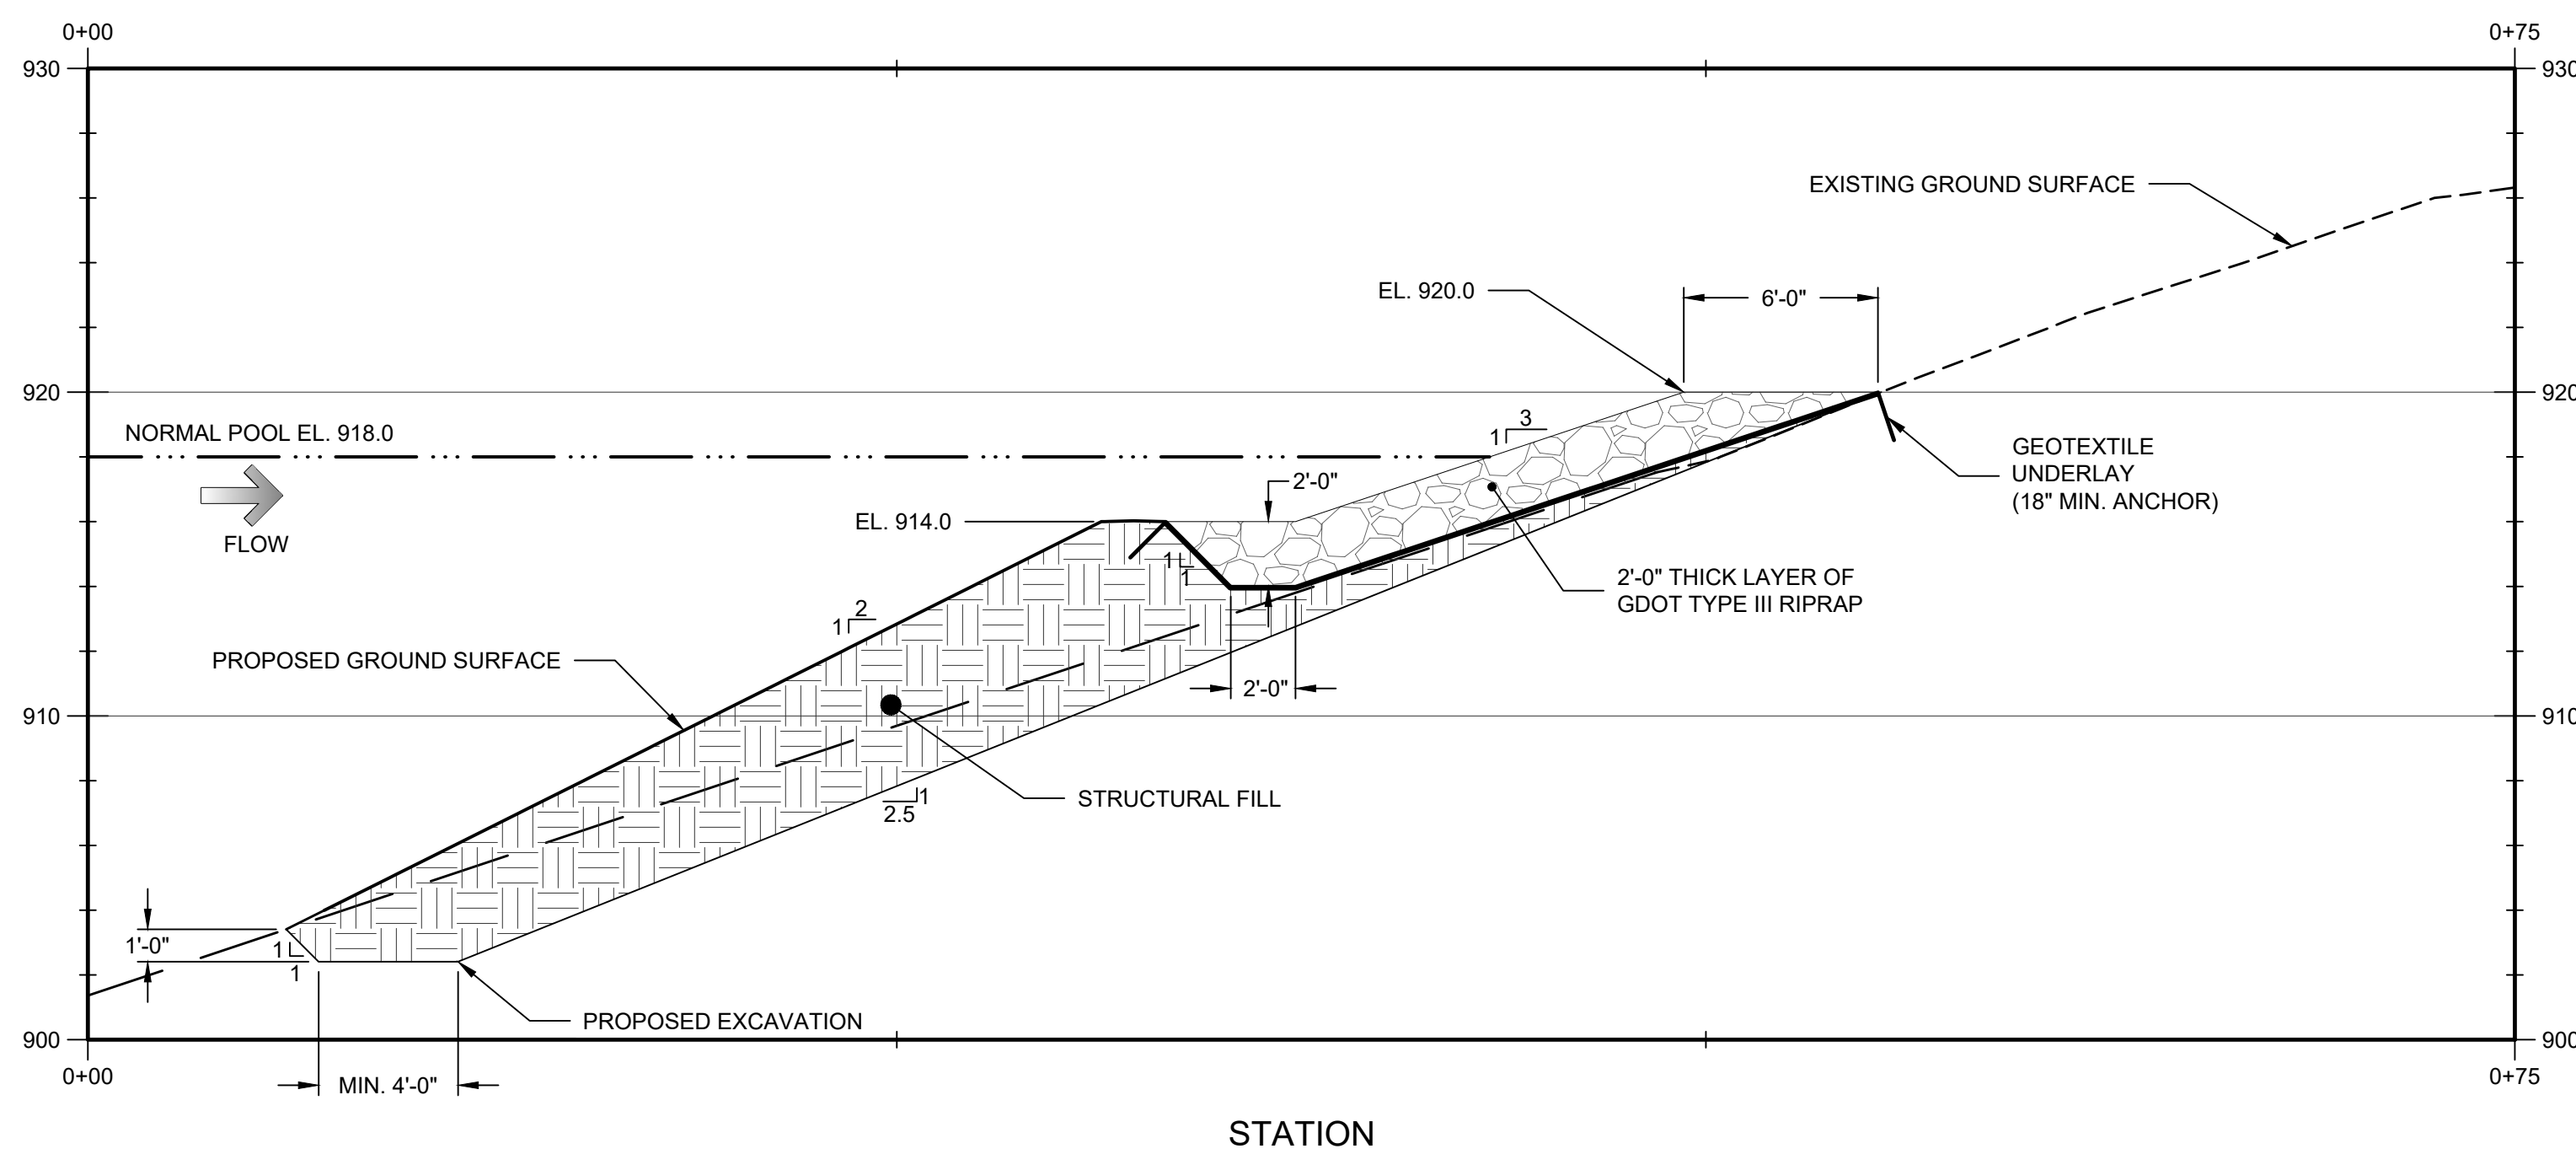 0+00
0+75
930
930
EXISTING GROUND SURFACE
EL. 920.0
6'-0"
920
920
3
1
NORMAL POOL EL. 918.0
GEOTEXTILE
UNDERLAY
(18" MIN. ANCHOR)
2'-0"
EL. 914.0
FLOW
1
1
2'-0" THICK LAYER OF
GDOT TYPE III RIPRAP
2
1
PROPOSED GROUND SURFACE
2'-0"
910
910
STRUCTURAL FILL
1
2.5
1'-0"
1
1
PROPOSED EXCAVATION
900
900
0+00
MIN. 4'-0"
0+75
STATION